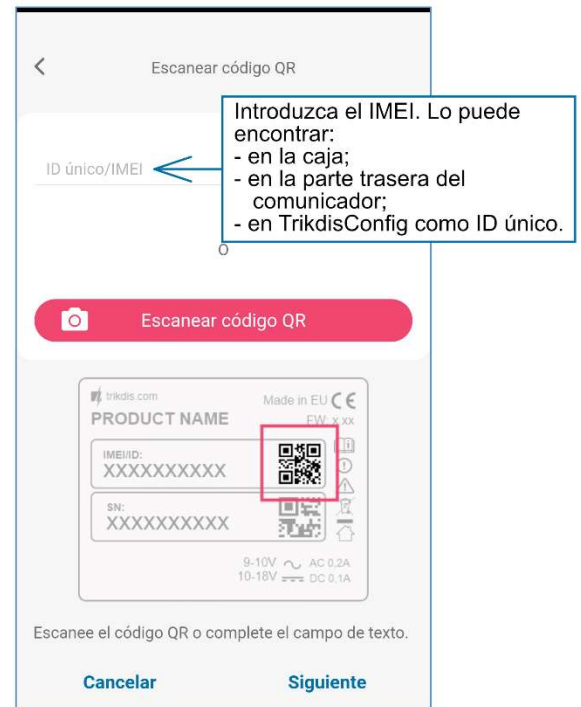 Escanear código QR
Introduzca el IMEI. Lo puede
encontrar:
- en la caja;
- en la parte trasera del
comunicador;
- en TrikdisConfig como ID único.
ID único/IMEI
O
Escanear código QR
trikdis.com
Made in EU CE
PRODUCT NAME
FW: x.xx
IMEI/ID:
XXXXXXXXXX
SN:
XXXXXXXXXX
9-10V AC 0,2A
10-18V DC 0,1A
Escanee el código QR o complete el campo de texto.
Cancelar
Siguiente